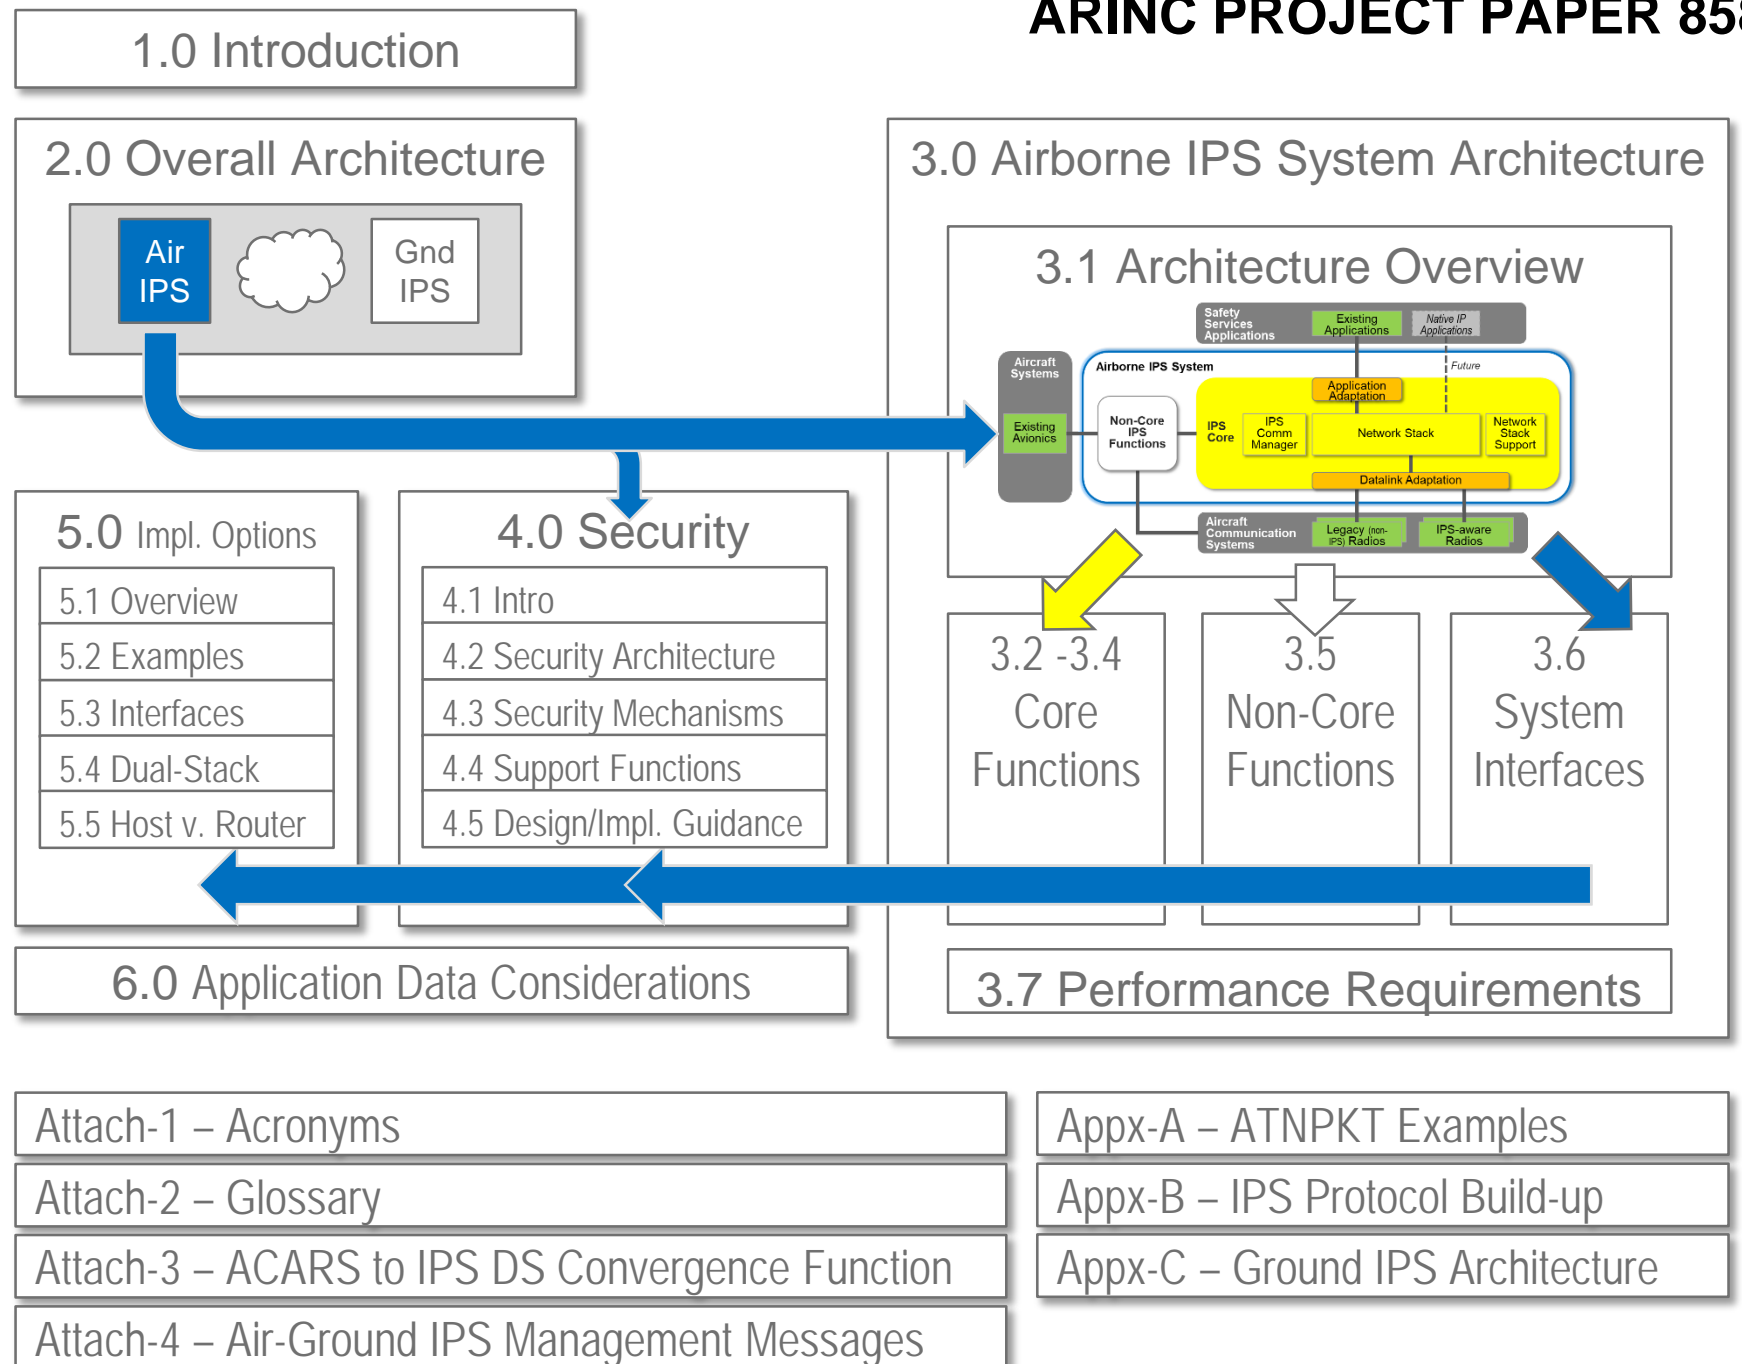 ARINC PROJECT PAPER 858
1.0 Introduction
2.0 Overall Architecture
Air
IPS
Gnd
IPS
3.0 Airborne IPS System Architecture
3.1 Architecture Overview
Safety
Services
Applications
Existing
Applications
Native IP
Applications
Future
Aircraft
Systems
Existing
Avionics
Airborne IPS System
Non-Core
IPS
Functions
IPS
Core
Application
Adaptation
IPS
Comm
Manager
Network Stack
Network
Stack
Support
Datalink Adaptation
Aircraft
Communication
Systems
Legacy (non-
IPS) Radios
IPS-aware
Radios
3.2 -3.4
Core
Functions
3.5
Non-Core
Functions
3.6
System
Interfaces
3.7 Performance Requirements
5.0 Impl. Options
5.1 Overview
5.2 Examples
5.3 Interfaces
5.4 Dual-Stack
5.5 Host v. Router
4.0 Security
4.1 Intro
4.2 Security Architecture
4.3 Security Mechanisms
4.4 Support Functions
4.5 Design/Impl. Guidance
6.0 Application Data Considerations
Attach-1 – Acronyms
Attach-2 – Glossary
Attach-3 – ACARS to IPS DS Convergence Function
Attach-4 – Air-Ground IPS Management Messages
Appx-A – ATNPKT Examples
Appx-B – IPS Protocol Build-up
Appx-C – Ground IPS Architecture